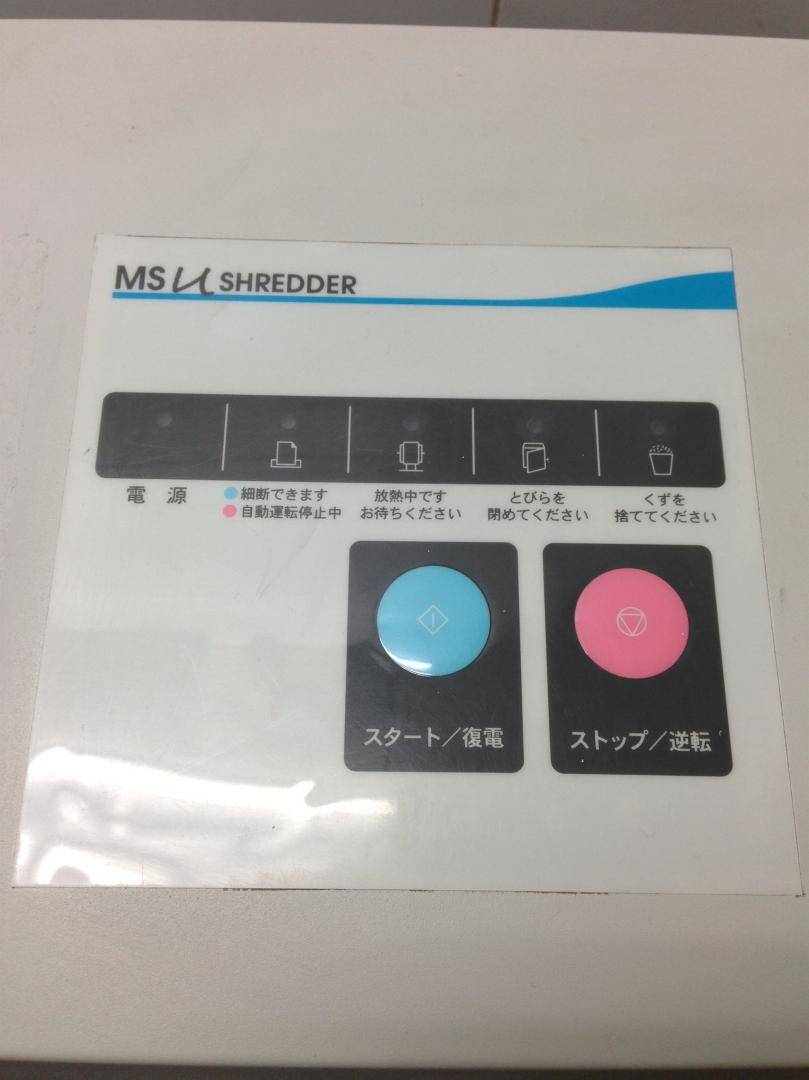 MS μ SHREDDER
電源
細断できます
自動運転停止中
放熱中です
お待ちください
とびらを
閉めてください
くずを
捨ててください
スタート/復電
ストップ/逆転